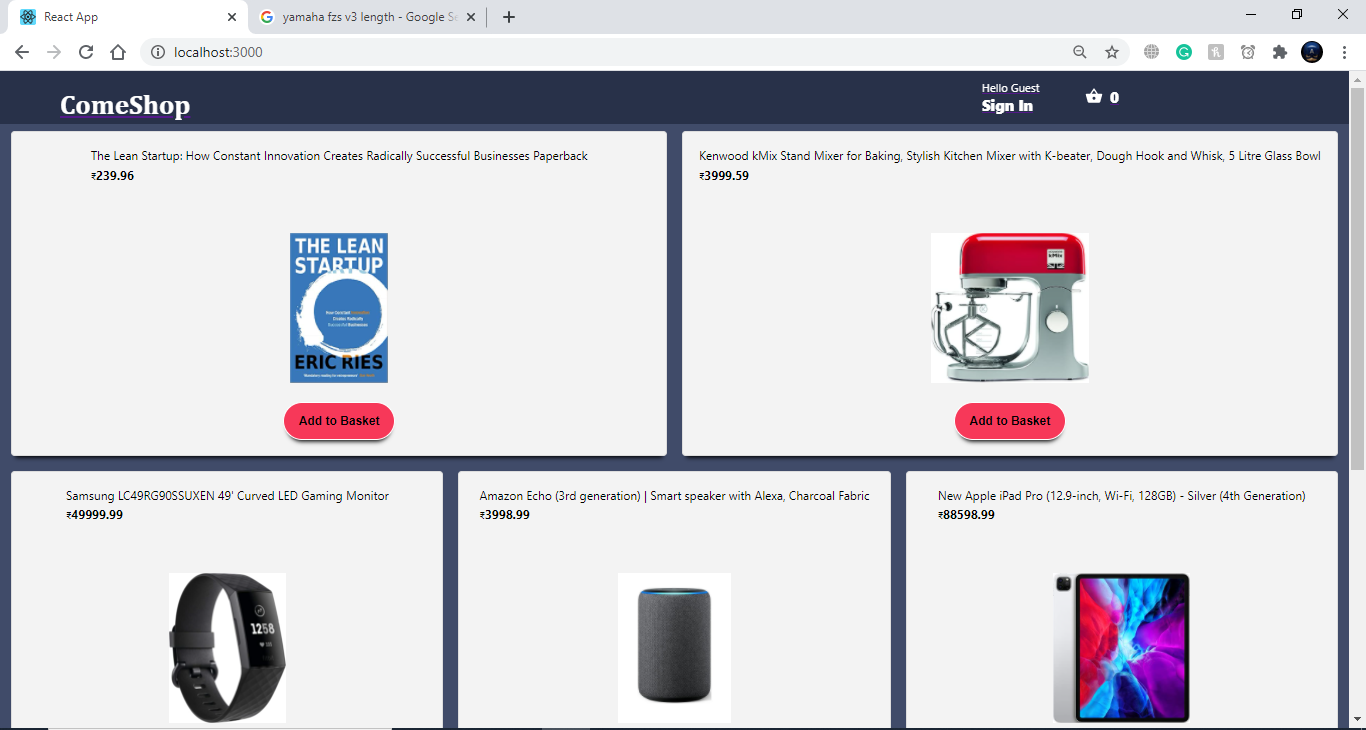 React App
yamaha fzs v3 length - Google Se
localhost:3000
ComeShop
Hello Guest
Sign In
0
The Lean Startup: How Constant Innovation Creates Radically Successful Businesses Paperback
₹239.96
THE LEAN
STARTUP
How Constant Innovation
Creates Radically
Successful Businesses
ERIC RIES
Add to Basket
Kenwood kMix Stand Mixer for Baking, Stylish Kitchen Mixer with K-beater, Dough Hook and Whisk, 5 Litre Glass Bowl
₹3999.59
kMix
Add to Basket
Samsung LC49RG90SSUXEN 49' Curved LED Gaming Monitor
₹49999.99
1258
Amazon Echo (3rd generation) | Smart speaker with Alexa, Charcoal Fabric
₹3998.99
New Apple iPad Pro (12.9-inch, Wi-Fi, 128GB) - Silver (4th Generation)
₹88598.99